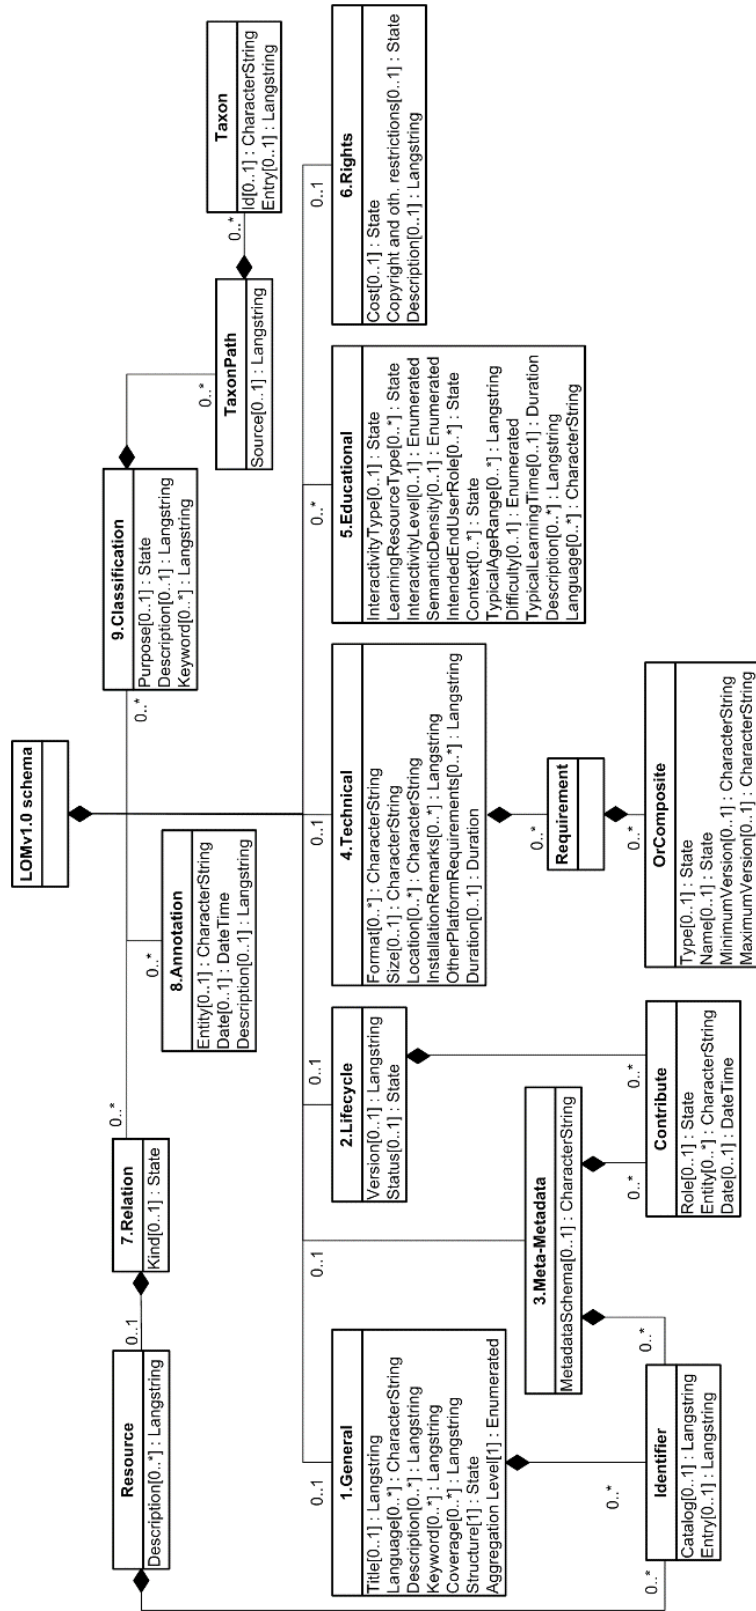 LOMv1.0 schema
0..*
0..*
0..*
Resource
Description[0..*] : Langstring
0..1
7.Relation
Kind[0..1] : State
8.Annotation
Entity[0..1] : CharacterString
Date[0..1] : DateTime
Description[0..1] : Langstring
9.Classification
Purpose[0..1] : State
Description[0..1] : Langstring
Keyword[0..*] : Langstring
0..*
TaxonPath
Source[0..1] : Langstring
0..*
Taxon
Id[0..1] : CharacterString
Entry[0..1] : Langstring
0..1
0..1
0..1
0..1
0..*
0..1
1.General
Title[0..1] : Langstring
Language[0..*] : CharacterString
Description[0..*] : Langstring
Keyword[0..*] : Langstring
Coverage[0..*] : Langstring
Structure[1] : State
Aggregation Level[1] : Enumerated
2.Lifecycle
Version[0..1] : Langstring
Status[0..1] : State
4.Technical
Format[0..*] : CharacterString
Size[0..1] : CharacterString
Location[0..*] : CharacterString
InstallationRemarks[0..*] : Langstring
OtherPlatformRequirements[0..*] : Langstring
Duration[0..1] : Duration
5.Educational
InteractivityType[0..1] : State
LearningResourceType[0..*] : State
InteractivityLevel[0..1] : Enumerated
SemanticDensity[0..1] : Enumerated
IntendedEndUserRole[0..*] : State
Context[0..*] : State
TypicalAgeRange[0..*] : Langstring
Difficulty[0..1] : Enumerated
TypicalLearningTime[0..1] : Duration
Description[0..*] : Langstring
Language[0..*] : CharacterString
6.Rights
Cost[0..1] : State
Copyright and oth. restrictions[0..1] : State
Description[0..1] : Langstring
3.Meta-Metadata
MetadataSchema[0..1] : CharacterString
0..*
Requirement
0..*
0..*
0..*
0..*
0..*
0..*
Identifier
Catalog[0..1] : Langstring
Entry[0..1] : Langstring
Contribute
Role[0..1] : State
Entity[0..*] : CharacterString
Date[0..1] : DateTime
OrComposite
Type[0..1] : State
Name[0..1] : State
MinimumVersion[0..1] : CharacterString
MaximumVersion[0..1] : CharacterString